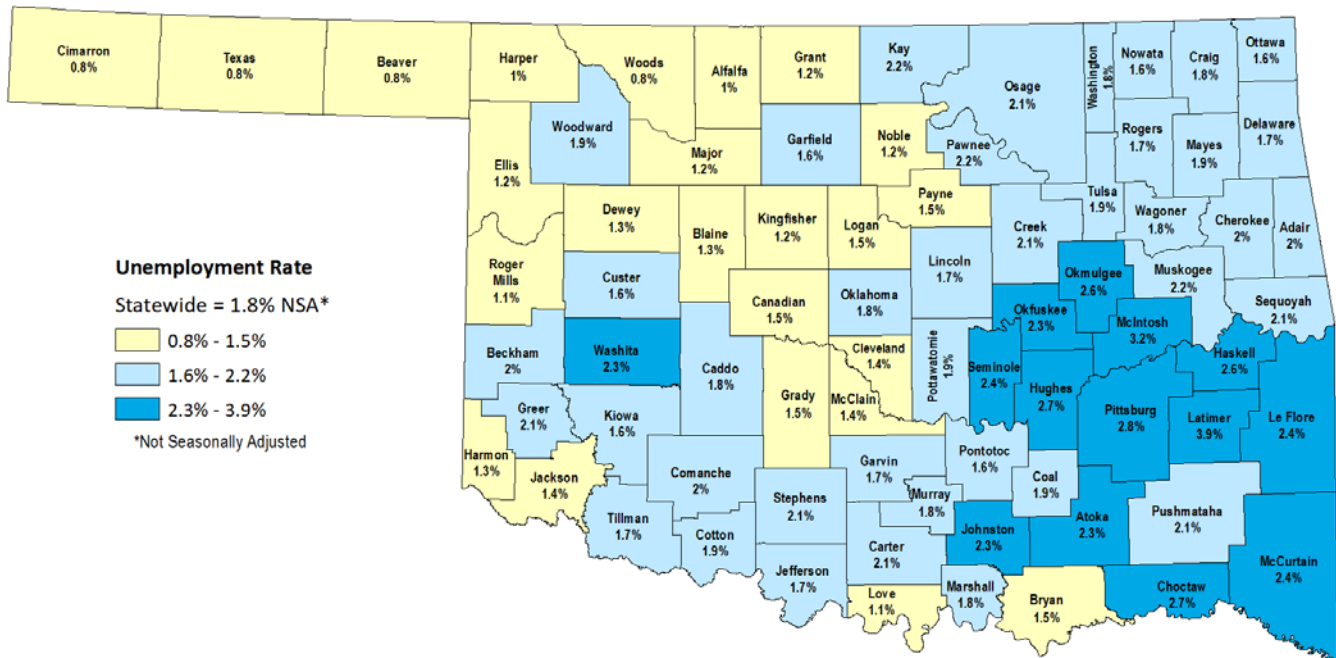 Cimarron
0.8%
Texas
0.8%
Beaver
0.8%
Harper
1%
Woods
0.8%
Alfalfa
1%
Grant
1.2%
Kay
2.2%
Osage
2.1%
Washington
1.8%
Nowata
1.6%
Craig
1.8%
Ottawa
1.6%
Woodward
1.9%
Ellis
1.2%
Major
1.2%
Garfield
1.6%
Noble
1.2%
Pawnee
2.2%
Rogers
1.7%
Mayes
1.9%
Delaware
1.7%
Dewey
1.3%
Blaine
1.3%
Kingfisher
1.2%
Logan
1.5%
Payne
1.5%
Creek
2.1%
Tulsa
1.9%
Wagoner
1.8%
Cherokee
2%
Adair
2%
Roger
Mills
1.1%
Custer
1.6%
Canadian
1.5%
Oklahoma
1.8%
Lincoln
1.7%
Okmulgee
2.6%
Muskogee
2.2%
Sequoyah
2.1%
Okfuskee
2.3%
McIntosh
3.2%
Haskell
2.6%
Beckham
2%
Washita
2.3%
Caddo
1.8%
Grady
1.5%
Cleveland
1.4%
McClain
1.4%
Pottawatomie
1.9%
Seminole
2.4%
Hughes
2.7%
Pittsburg
2.8%
Latimer
3.9%
Le Flore
2.4%
Greer
2.1%
Kiowa
1.6%
Harmon
1.3%
Jackson
1.4%
Comanche
2%
Garvin
1.7%
Pontotoc
1.6%
Coal
1.9%
Tillman
1.7%
Cotton
1.9%
Stephens
2.1%
Murray
1.8%
Johnston
2.3%
Atoka
2.3%
Pushmataha
2.1%
McCurtain
2.4%
Jefferson
1.7%
Carter
2.1%
Love
1.1%
Marshall
1.8%
Bryan
1.5%
Choctaw
2.7%
Unemployment Rate
Statewide = 1.8% NSA*
0.8% - 1.5%
1.6% - 2.2%
2.3% - 3.9%
*Not Seasonally Adjusted